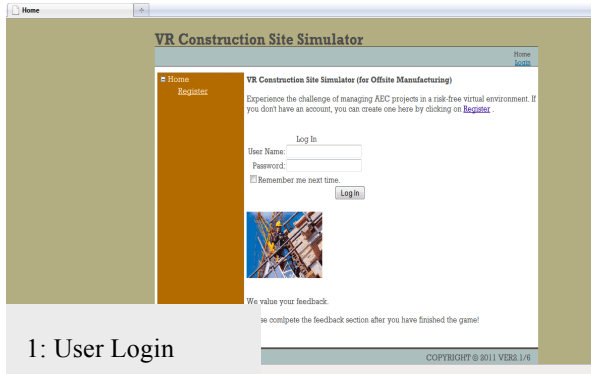 Home
VR Construction Site Simulator
Home
Login
Home
Register
VR Construction Site Simulator (for Offsite Manufacturing)
Experience the challenge of managing AEC projects in a risk-free virtual environment. If
you don't have an account, you can create one here by clicking on Register .
Log In
User Name:
Password:
Remember me next time.
Log In
We value your feedback.
se comlpete the feedback section after you have finished the game!
1: User Login
COPYRIGHT @ 2011 VER2.1/6